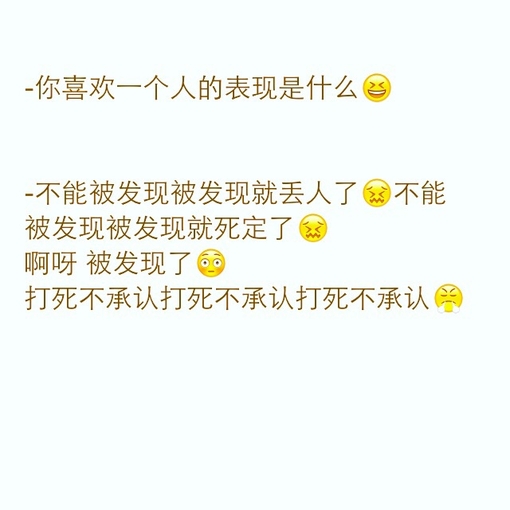 -你喜欢一个人的表现是什么😆
-不能被发现被发现就丢人了😖不能
被发现被发现就死定了😖
啊呀 被发现了😳
打死不承认打死不承认打死不承认😤